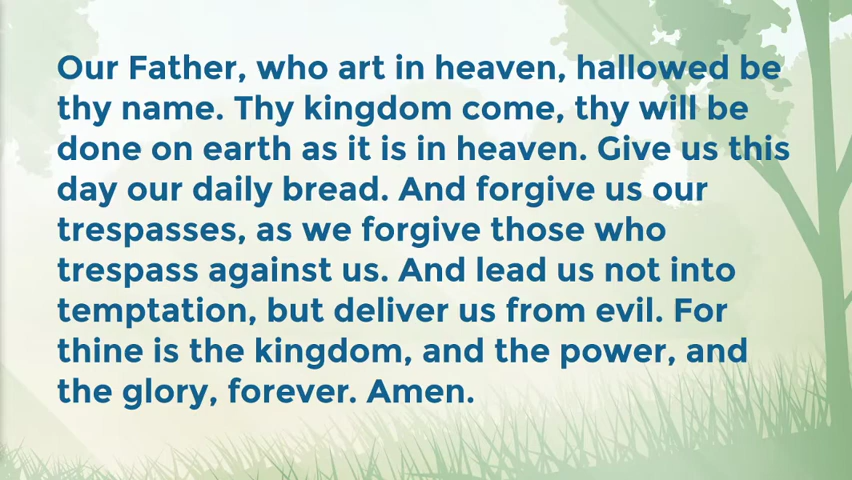 Our Father, who art in heaven, hallowed be
thy name. Thy kingdom come, thy will be
done on earth as it is in heaven. Give us this
day our daily bread. And forgive us our
trespasses, as we forgive those who
trespass against us. And lead us not into
temptation, but deliver us from evil. For
thine is the kingdom, and the power, and
the glory, forever. Amen.